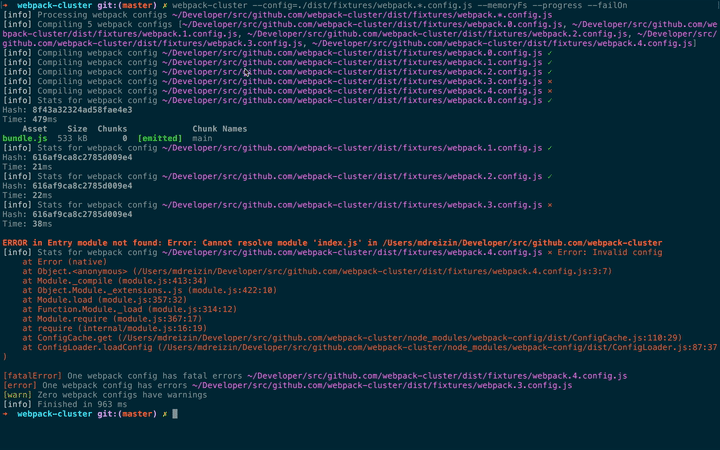 ➜  webpack-cluster git:(master) ✗ webpack-cluster --config=./dist/fixtures/webpack.*.config.js --memoryFs --progress --failOn
[info] Processing webpack configs ~/Developer/src/github.com/webpack-cluster/dist/fixtures/webpack.*.config.js
[info] Compiling 5 webpack configs [~/Developer/src/github.com/webpack-cluster/dist/fixtures/webpack.0.config.js, ~/Developer/src/github.com/we
bpack-cluster/dist/fixtures/webpack.1.config.js, ~/Developer/src/github.com/webpack-cluster/dist/fixtures/webpack.2.config.js, ~/Developer/src/
github.com/webpack-cluster/dist/fixtures/webpack.3.config.js, ~/Developer/src/github.com/webpack-cluster/dist/fixtures/webpack.4.config.js]
[info] Compiling webpack config ~/Developer/src/github.com/webpack-cluster/dist/fixtures/webpack.0.config.js ✓
[info] Compiling webpack config ~/Developer/src/github.com/webpack-cluster/dist/fixtures/webpack.1.config.js ✓
[info] Compiling webpack config ~/Developer/src/github.com/webpack-cluster/dist/fixtures/webpack.2.config.js ✓
[info] Compiling webpack config ~/Developer/src/github.com/webpack-cluster/dist/fixtures/webpack.3.config.js ×
[info] Compiling webpack config ~/Developer/src/github.com/webpack-cluster/dist/fixtures/webpack.4.config.js ×
[info] Stats for webpack config ~/Developer/src/github.com/webpack-cluster/dist/fixtures/webpack.0.config.js ✓
Hash: 8f43a32324ad58fae4e3
Time: 479ms
Asset Size Chunks Chunk Names
bundle.js 533 kB 0 [emitted] main
[info] Stats for webpack config ~/Developer/src/github.com/webpack-cluster/dist/fixtures/webpack.1.config.js ✓
Hash: 616af9ca8c2785d009e4
Time: 21ms
[info] Stats for webpack config ~/Developer/src/github.com/webpack-cluster/dist/fixtures/webpack.2.config.js ✓
Hash: 616af9ca8c2785d009e4
Time: 22ms
[info] Stats for webpack config ~/Developer/src/github.com/webpack-cluster/dist/fixtures/webpack.3.config.js ×
Hash: 616af9ca8c2785d009e4
Time: 38ms
ERROR in Entry module not found: Error: Cannot resolve module 'index.js' in /Users/mdreizin/Developer/src/github.com/webpack-cluster
[info] Stats for webpack config ~/Developer/src/github.com/webpack-cluster/dist/fixtures/webpack.4.config.js × Error: Invalid config
at Error (native)
at Object.<anonymous> (/Users/mdreizin/Developer/src/github.com/webpack-cluster/dist/fixtures/webpack.4.config.js:3:7)
at Module._compile (module.js:413:34)
at Object.Module._extensions..js (module.js:422:10)
at Module.load (module.js:357:32)
at Function.Module._load (module.js:314:12)
at Module.require (module.js:367:17)
at require (internal/module.js:16:19)
at ConfigCache.get (/Users/mdreizin/Developer/src/github.com/webpack-cluster/node_modules/webpack-config/dist/ConfigCache.js:110:29)
at ConfigLoader.loadConfig (/Users/mdreizin/Developer/src/github.com/webpack-cluster/node_modules/webpack-config/dist/ConfigLoader.js:87:37
)
[fatalError] One webpack config has fatal errors ~/Developer/src/github.com/webpack-cluster/dist/fixtures/webpack.4.config.js
[error] One webpack config has errors ~/Developer/src/github.com/webpack-cluster/dist/fixtures/webpack.3.config.js
[warn] Zero webpack configs have warnings
[info] Finished in 963 ms
➜  webpack-cluster git:(master) ✗